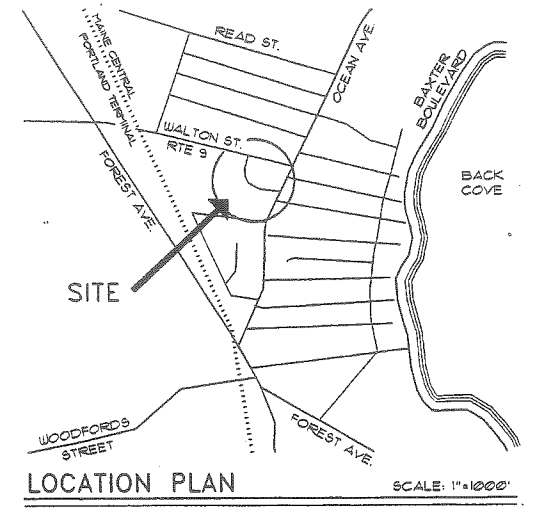 READ ST.
OCEAN AVE.
BAXTER
BOULEVARD
MAINE CENTRAL
PORTLAND TERMINAL
WALTON ST.
RTE 9
FOREST AVE.
BACK
COVE
SITE
WOODFORDS
STREET
FOREST AVE.
LOCATION PLAN
SCALE: 1"=1000'